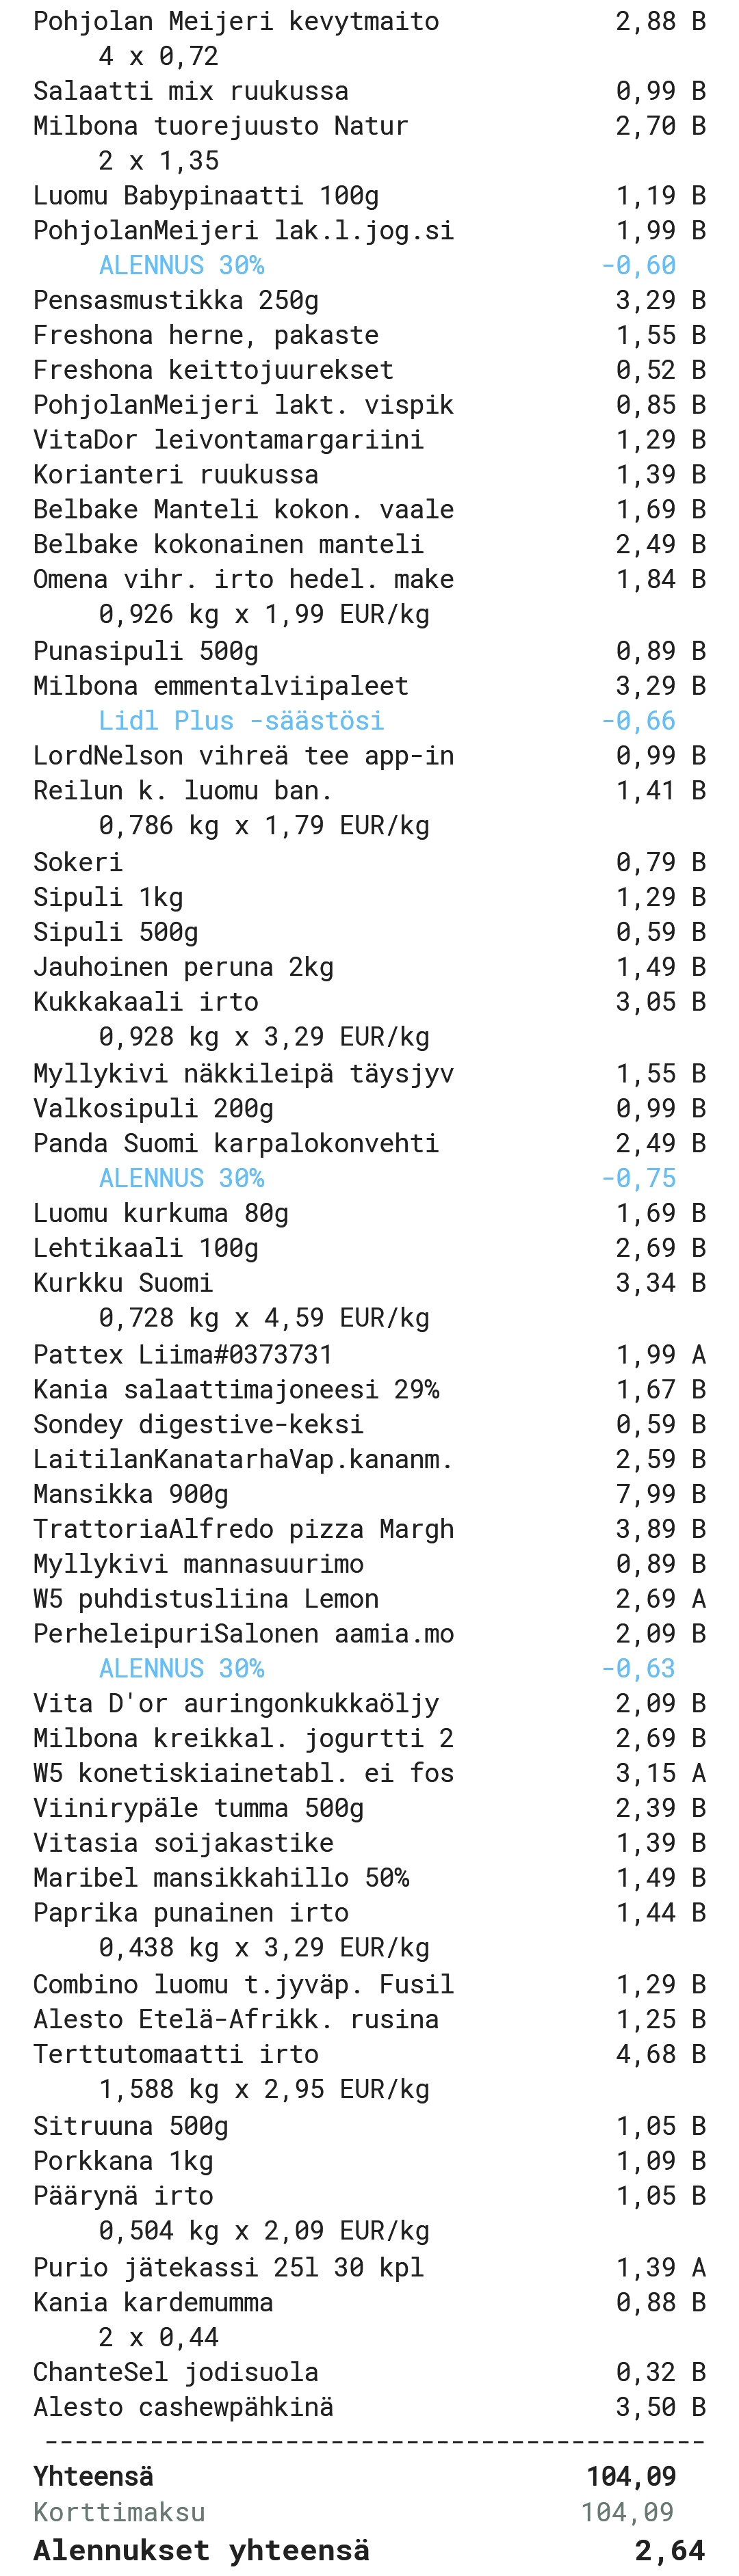 Pohjolan Meijeri kevytmaito 2,88 B
4 x 0,72
Salaatti mix ruukussa 0,99 B
Milbona tuorejuusto Natur 2,70 B
2 x 1,35
Luomu Babypinaatti 100g 1,19 B
PohjolanMeijeri lak.l.jog.si 1,99 B
ALENNUS 30% -0,60
Pensasmustikka 250g 3,29 B
Freshona herne, pakaste 1,55 B
Freshona keittojuurekset 0,52 B
PohjolanMeijeri lakt. vispik 0,85 B
VitaDor leivontamargariini 1,29 B
Korianteri ruukussa 1,39 B
Belbake Manteli kokon. vaale 1,69 B
Belbake kokonainen manteli 2,49 B
Omena vihr. irto hedel. make 1,84 B
0,926 kg x 1,99 EUR/kg
Punasipuli 500g 0,89 B
Milbona emmentalviipaleet 3,29 B
Lidl Plus -säästösi -0,66
LordNelson vihreä tee app-in 0,99 B
Reilun k. luomu ban. 1,41 B
0,786 kg x 1,79 EUR/kg
Sokeri 0,79 B
Sipuli 1kg 1,29 B
Sipuli 500g 0,59 B
Jauhoinen peruna 2kg 1,49 B
Kukkakaali irto 3,05 B
0,928 kg x 3,29 EUR/kg
Myllykivi näkkileipä täysjyv 1,55 B
Valkosipuli 200g 0,99 B
Panda Suomi karpalokonvehti 2,49 B
ALENNUS 30% -0,75
Luomu kurkuma 80g 1,69 B
Lehtikaali 100g 2,69 B
Kurkku Suomi 3,34 B
0,728 kg x 4,59 EUR/kg
Pattex Liima#0373731 1,99 A
Kania salaattimajoneesi 29% 1,67 B
Sondey digestive-keksi 0,59 B
LaitilanKanatarhaVap.kananm. 2,59 B
Mansikka 900g 7,99 B
TrattoriaAlfredo pizza Margh 3,89 B
Myllykivi mannasuurimo 0,89 B
W5 puhdistusliina Lemon 2,69 A
PerheleipuriSalonen aamia.mo 2,09 B
ALENNUS 30% -0,63
Vita D'or auringonkukkaöljy 2,09 B
Milbona kreikkal. jogurtti 2 2,69 B
W5 konetiskiainetabl. ei fos 3,15 A
Viinirypäle tumma 500g 2,39 B
Vitasia soijakastike 1,39 B
Maribel mansikkahillo 50% 1,49 B
Paprika punainen irto 1,44 B
0,438 kg x 3,29 EUR/kg
Combino luomu t.jyväp. Fusil 1,29 B
Alesto Etelä-Afrikk. rusina 1,25 B
Terttutomaatti irto 4,68 B
1,588 kg x 2,95 EUR/kg
Sitruuna 500g 1,05 B
Porkkana 1kg 1,09 B
Päärynä irto 1,05 B
0,504 kg x 2,09 EUR/kg
Purio jätekassi 25l 30 kpl 1,39 A
Kania kardemumma 0,88 B
2 x 0,44
ChanteSel jodisuola 0,32 B
Alesto cashewpähkinä 3,50 B
--------------------------------------------
Yhteensä 104,09
Korttimaksu 104,09
Alennukset yhteensä 2,64